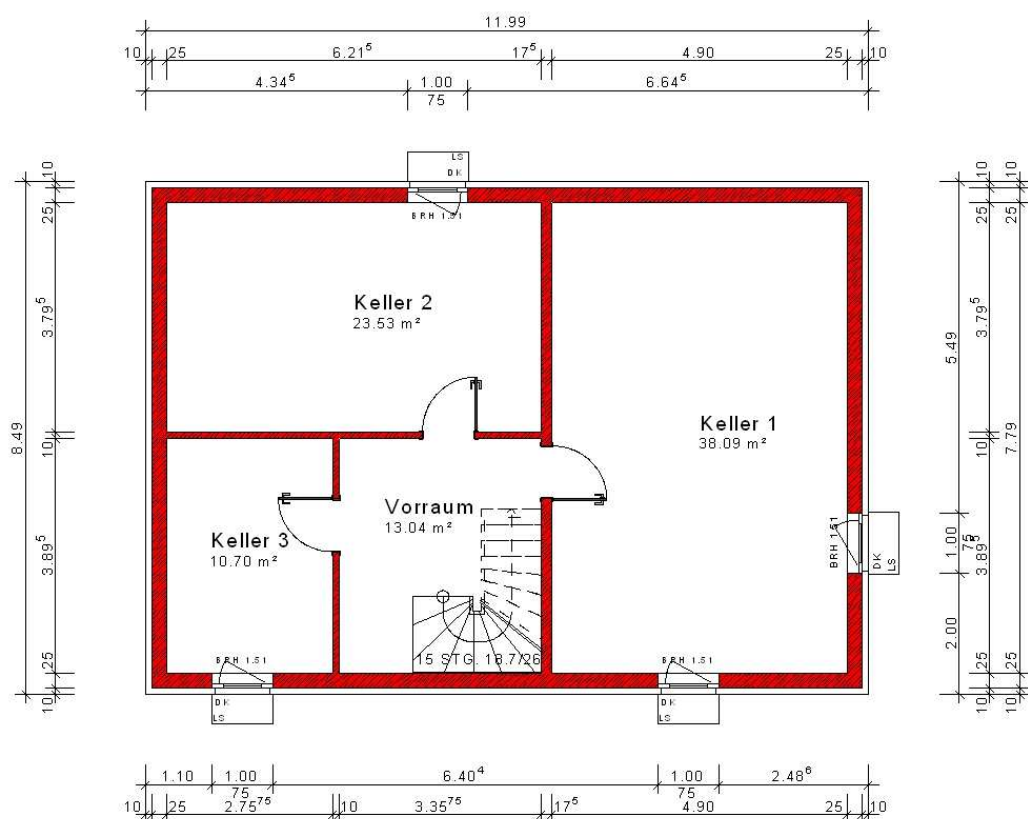 11.99
10 25 6.21⁵ 17⁵ 4.90 25 10
4.34⁵ 1.00 6.64⁵
75
LS
DK
BRH 1.51
8.49
10
25
3.79⁵
10
3.89⁵
25
10
Keller 2
23.53 m²
Keller 1
38.09 m²
Vorraum
13.04 m²
Keller 3
10.70 m²
15 STG. 18.7/26
BRH 1.51
DK
LS
BRH 1.51
DK
LS
BRH 1.51
DK
LS
5.49
1.00
75
2.00
10
25
3.79⁵
10
3.89⁵
25
10
10
25
7.79
25
10
1.10 1.00 6.40⁴ 1.00 2.48⁶
75 75
10 25 2.75⁷⁵ 10 3.35⁷⁵ 17⁵ 4.90 25 10